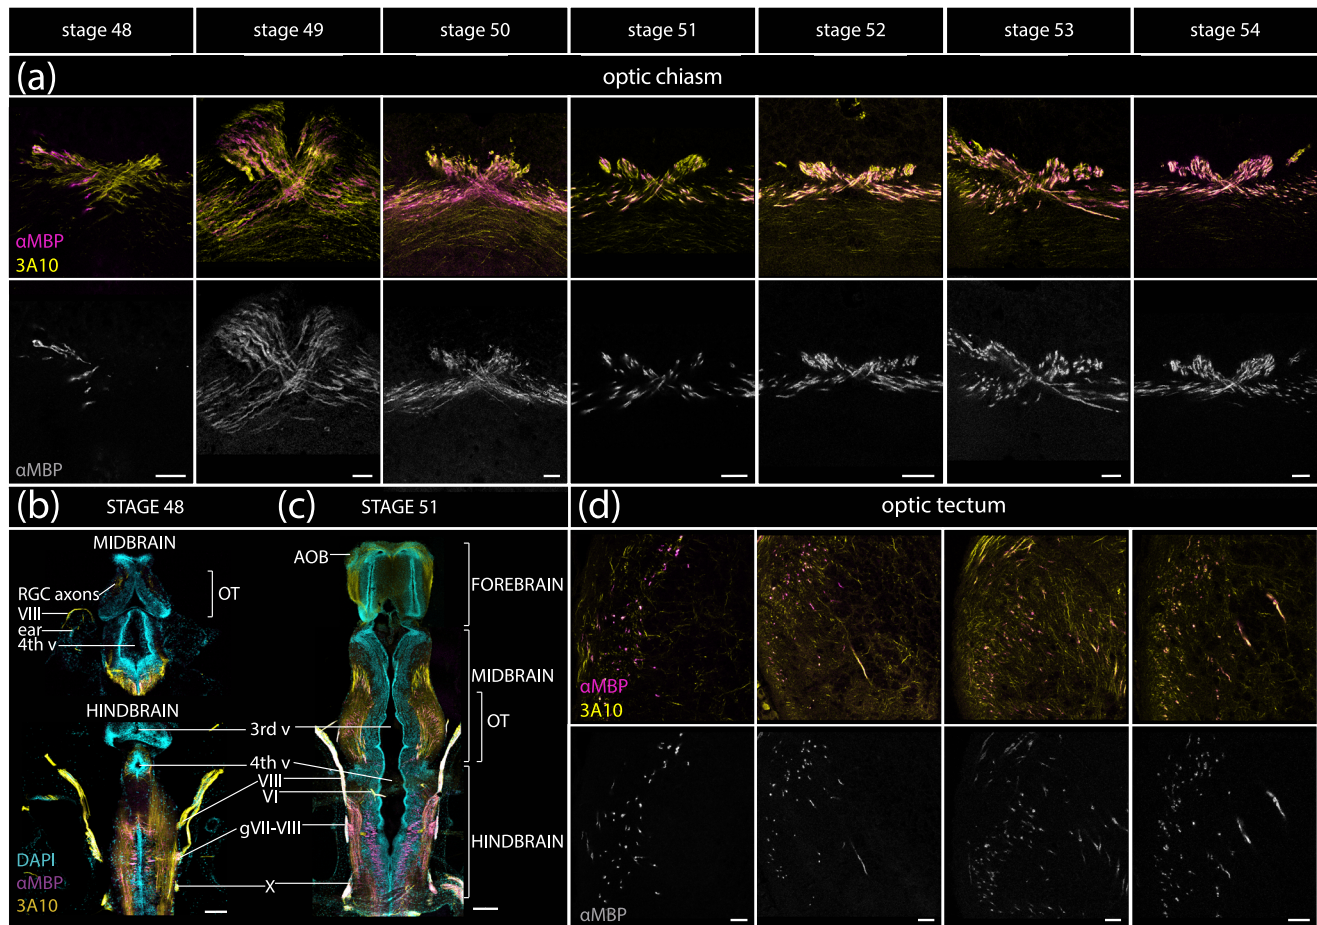 stage 48 stage 49 stage 50 stage 51 stage 52 stage 53 stage 54
(a) optic chiasm
αMBP
3A10
αMBP
(b) STAGE 48
MIDBRAIN
RGC axons
OT
VIII
ear
4th v
HINDBRAIN
3rd v
4th v
VIII
VI
gVII-VIII
X
DAPI
αMBP
3A10
(c) STAGE 51
AOB
FOREBRAIN
MIDBRAIN
OT
HINDBRAIN
(d) optic tectum
αMBP
3A10
αMBP